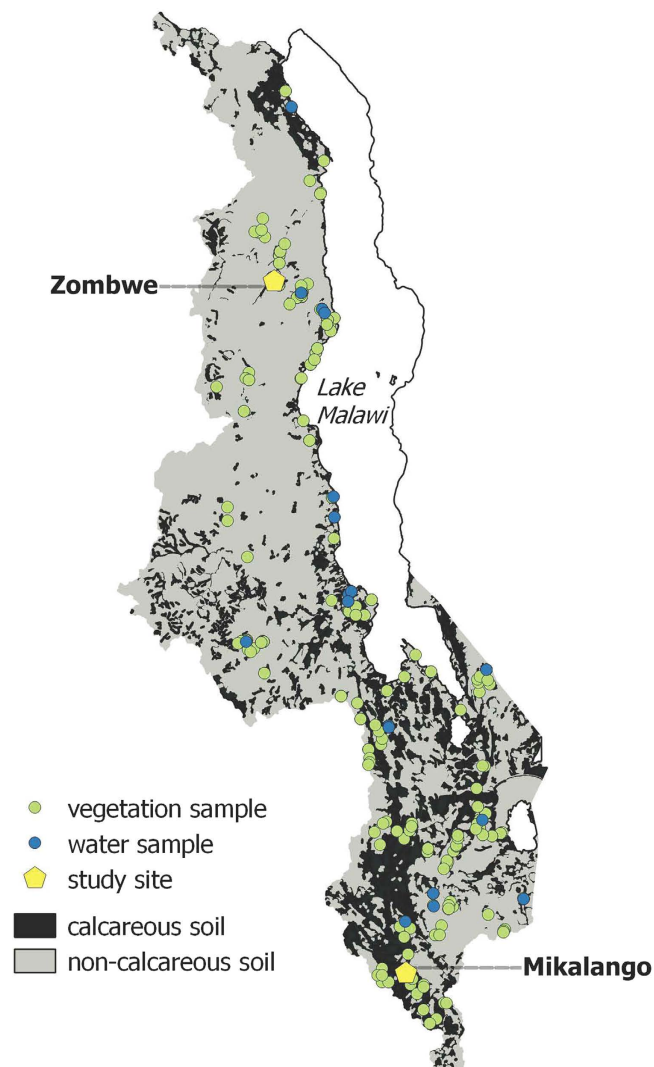 Zombwe
Lake
Malawi
vegetation sample
water sample
study site
calcareous soil
non-calcareous soil
Mikalango